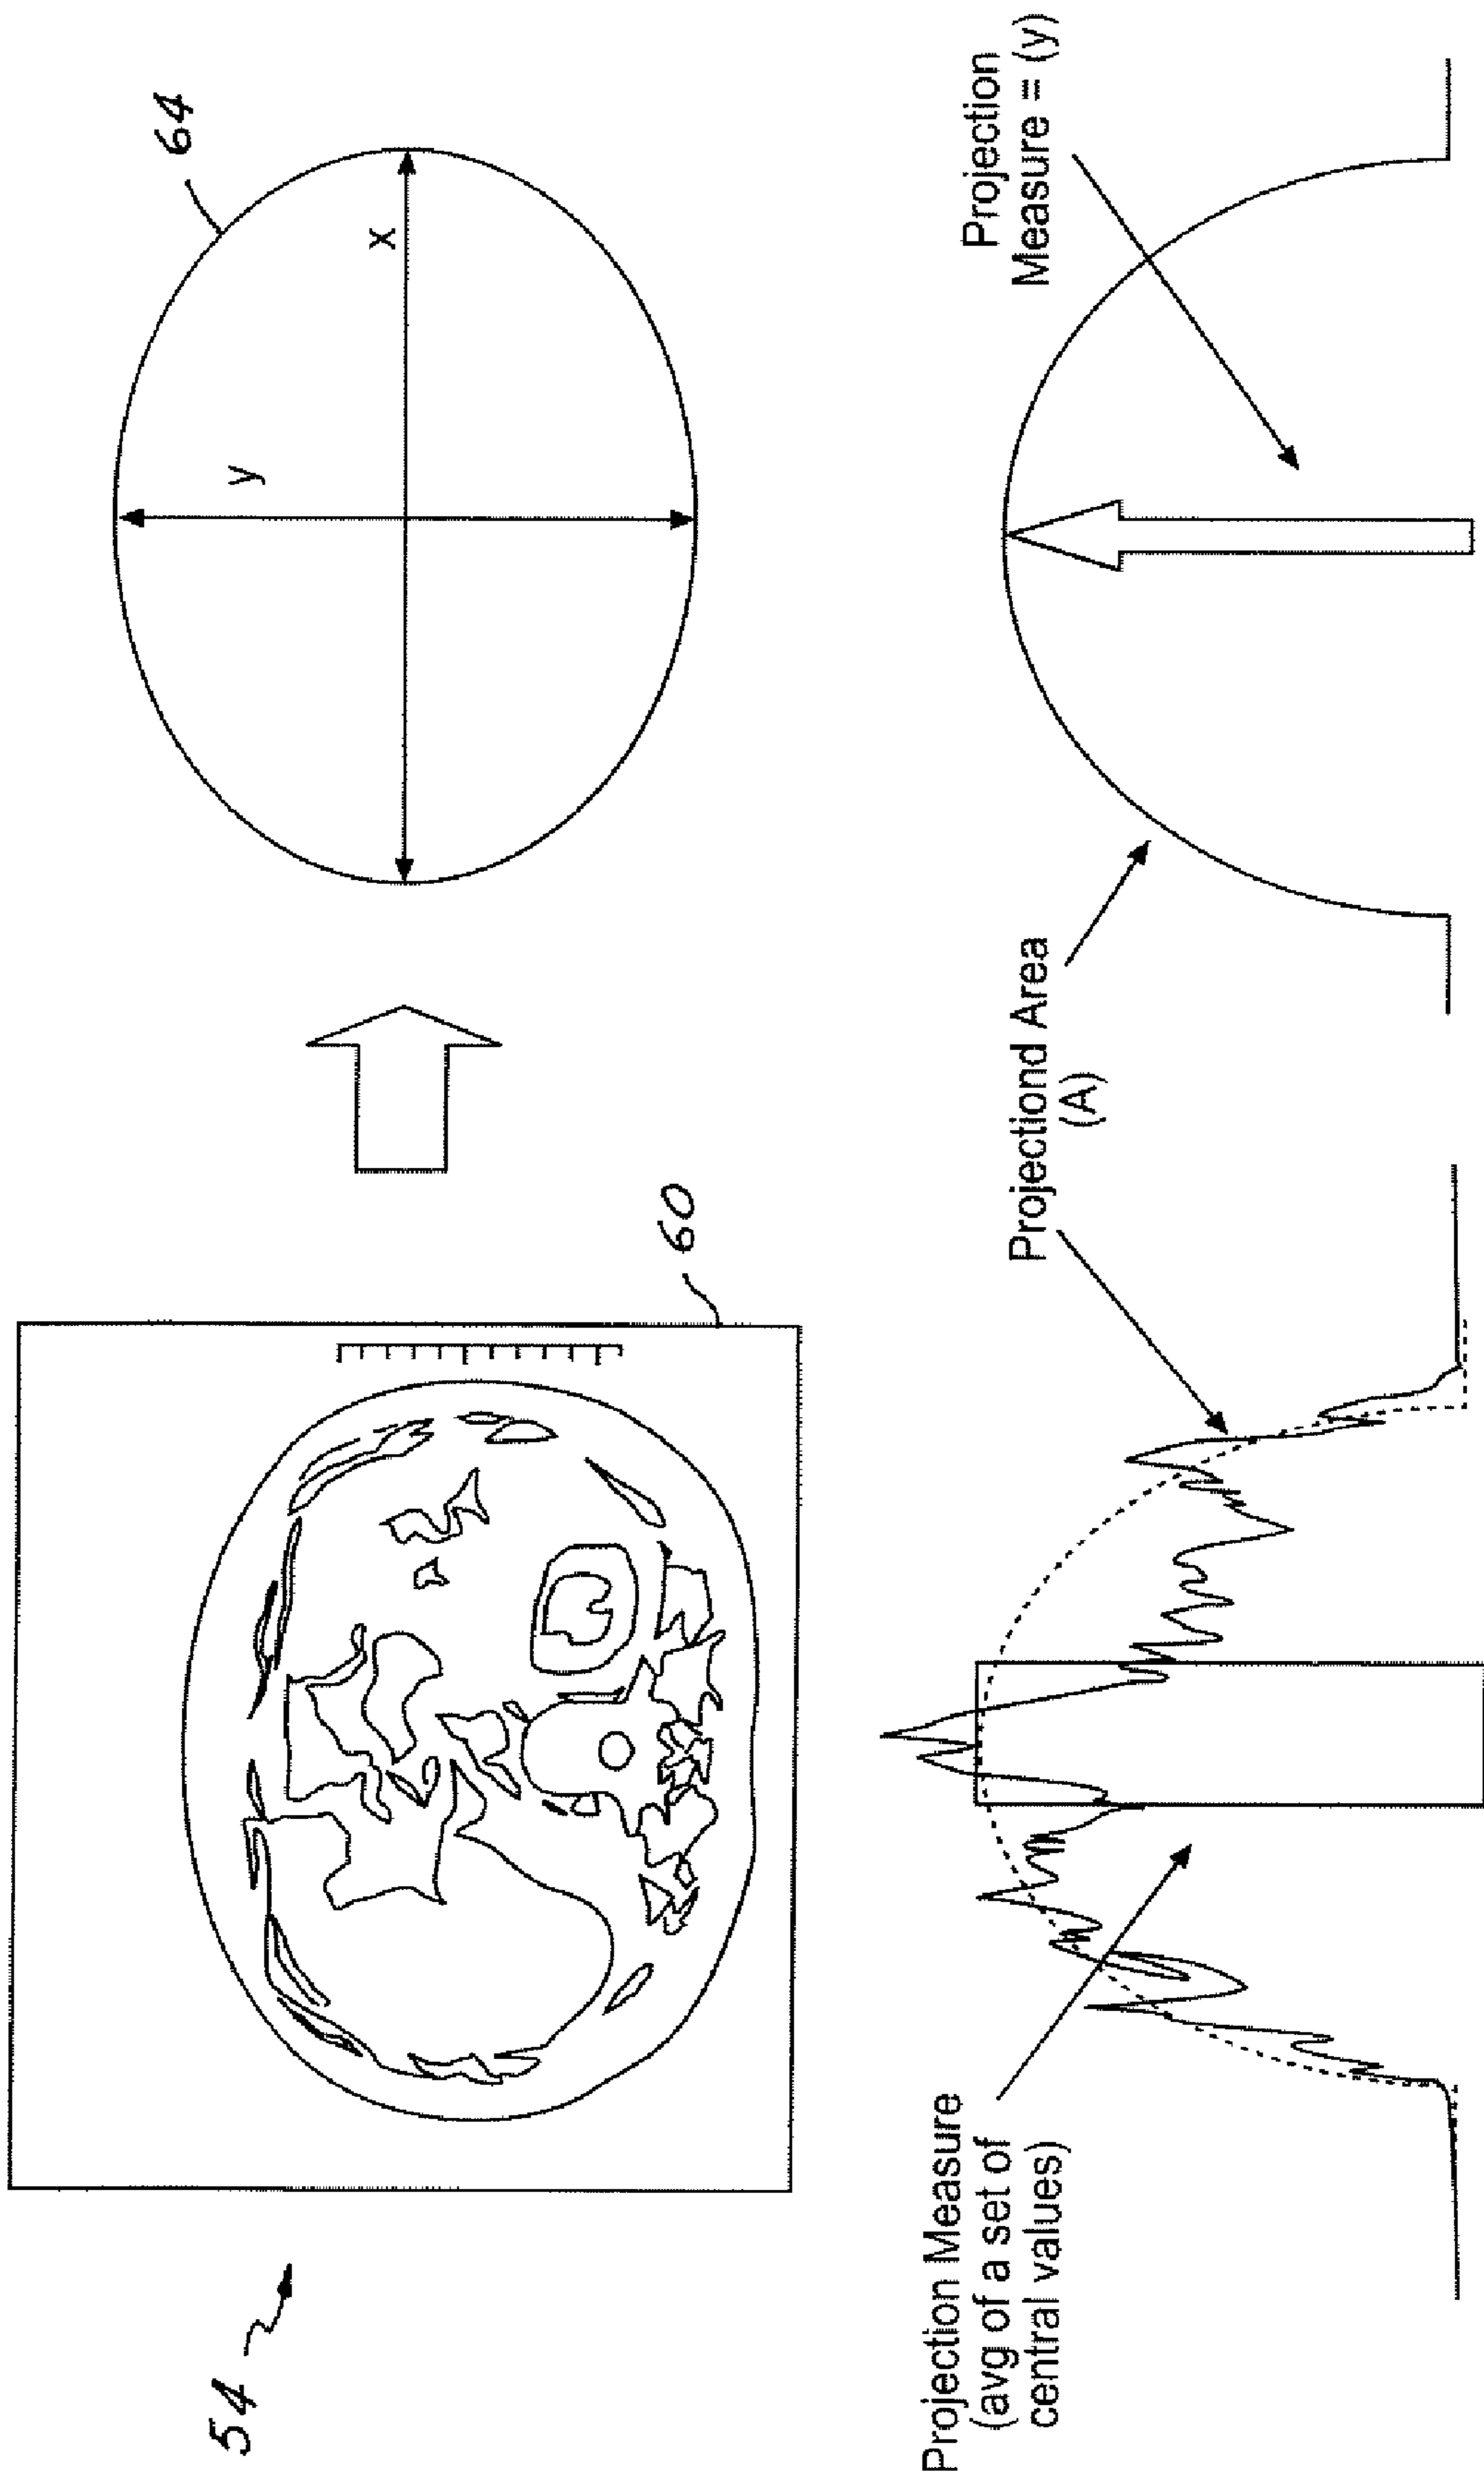 54
60
64
y
x
Projection Measure
(avg of a set of
central values)
Projectiond Area
(A)
Projection
Measure = (y)